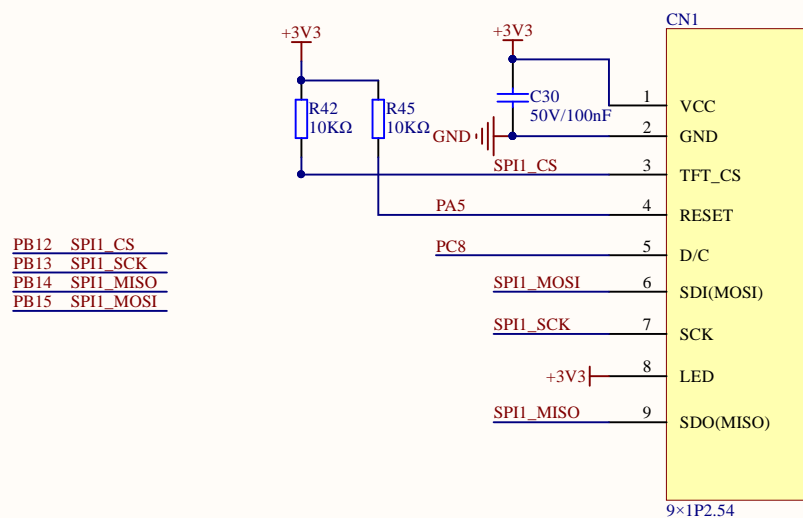 CN1
+3V3
+3V3
R42
10KΩ
R45
10KΩ
C30
50V/100nF
GND
1 VCC
2 GND
SPI1_CS 3 TFT_CS
PA5 4 RESET
PC8 5 D/C
SPI1_MOSI 6 SDI(MOSI)
SPI1_SCK 7 SCK
+3V3 8 LED
SPI1_MISO 9 SDO(MISO)
9×1P2.54
PB12 SPI1_CS
PB13 SPI1_SCK
PB14 SPI1_MISO
PB15 SPI1_MOSI